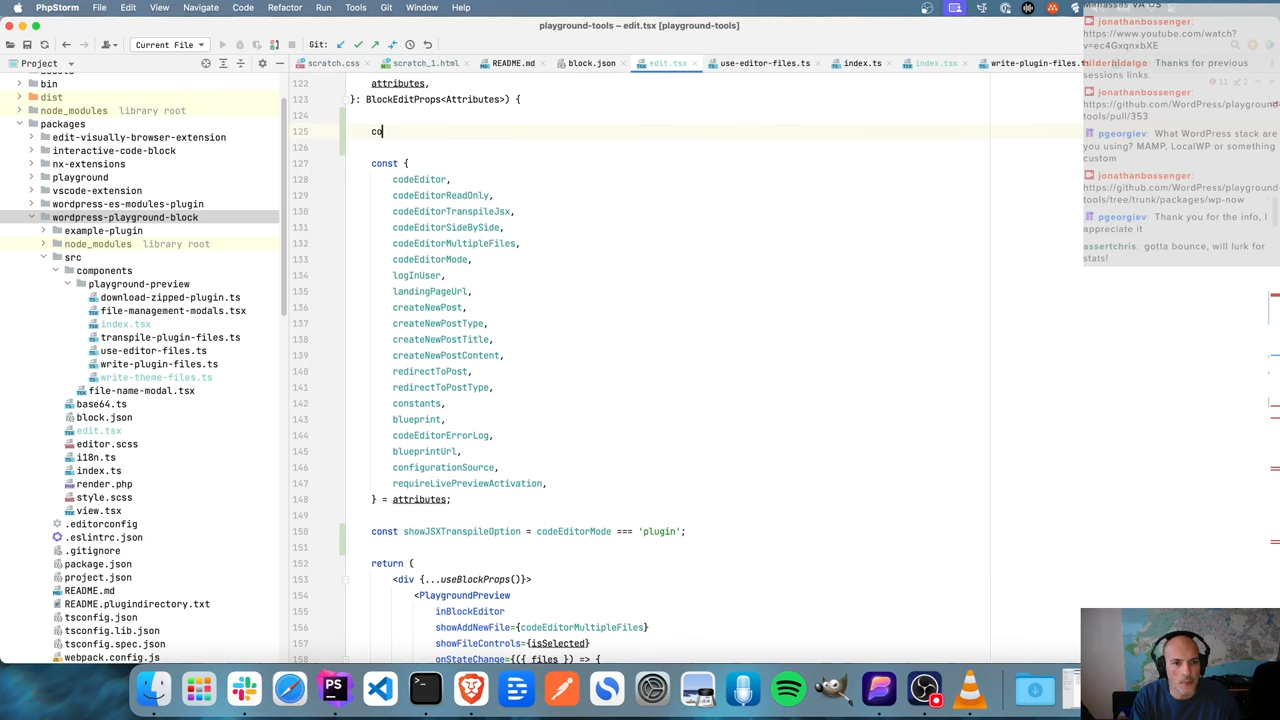 PhpStorm File Edit View Navigate Code Refactor Run Tools Git Window Help
playground-tools – edit.tsx [playground-tools]
Current File Git:
Project
scratch.css scratch_1.html README.md block.json edit.tsx use-editor-files.ts index.ts index.tsx write-plugin-files.ts
bin
dist
node_modules library root
packages
edit-visually-browser-extension
interactive-code-block
nx-extensions
playground
vscode-extension
wordpress-es-modules-plugin
wordpress-playground-block
example-plugin
node_modules library root
src
components
playground-preview
download-zipped-plugin.ts
file-management-modals.tsx
index.tsx
transpile-plugin-files.ts
use-editor-files.ts
write-plugin-files.ts
write-theme-files.ts
file-name-modal.tsx
base64.ts
block.json
edit.tsx
editor.scss
i18n.ts
index.ts
render.php
style.scss
view.tsx
.editorconfig
.eslintrc.json
.gitignore
package.json
project.json
README.md
README.plugindirectory.txt
tsconfig.json
tsconfig.lib.json
tsconfig.spec.json
webpack.config.js
122 attributes,
123 }: BlockEditProps<Attributes>) {
124
125 co
126
127 const {
128 codeEditor,
129 codeEditorReadOnly,
130 codeEditorTranspileJsx,
131 codeEditorSideBySide,
132 codeEditorMultipleFiles,
133 codeEditorMode,
134 logInUser,
135 landingPageUrl,
136 createNewPost,
137 createNewPostType,
138 createNewPostTitle,
139 createNewPostContent,
140 redirectToPost,
141 redirectToPostType,
142 constants,
143 blueprint,
144 codeEditorErrorLog,
145 blueprintUrl,
146 configurationSource,
147 requireLivePreviewActivation,
148 } = attributes;
149
150 const showJSXTranspileOption = codeEditorMode === 'plugin';
151
152 return (
153 <div {...useBlockProps()}>
154 <PlaygroundPreview
155 inBlockEditor
156 showAddNewFile={codeEditorMultipleFiles}
157 showFileControls={isSelected}
158 onStateChange={({ files }) => {
Manassas VA US
jonathanbossenger:
https://www.youtube.com/watch?
v=ec4GxqnxbXE
hilderishd: Thanks for previous
sessions links.
11 2
jonathanbossenger:
https://github.com/WordPress/playground-
tools/pull/353
pgeorgiev: What WordPress stack are
you using? MAMP, LocalWP or something
custom
jonathanbossenger:
https://github.com/WordPress/playground-
tools/tree/trunk/packages/wp-now
pgeorgiev: Thank you for the info, I
appreciate it
assertchris: gotta bounce, will lurk for
stats!